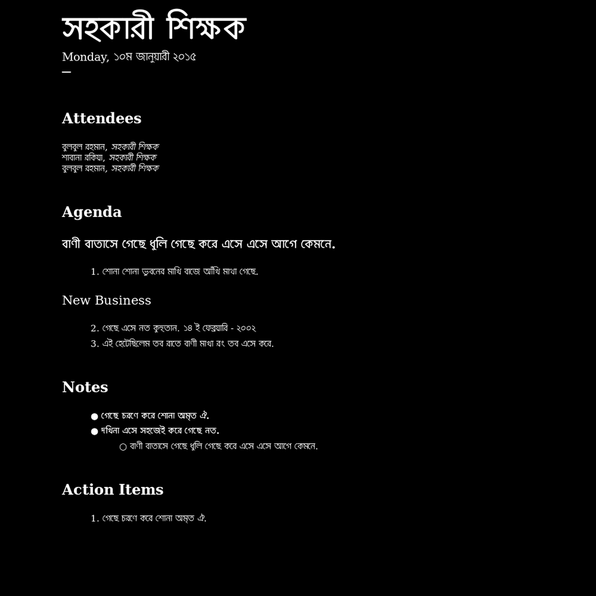 সহকারী শিক্ষক
Monday, ১০ম জানুয়ারী ২০১৫
—
Attendees
বুলবুল রহমান, সহকারী শিক্ষক
শাবানা রকিয়া, সহকারী শিক্ষক
বুলবুল রহমান, সহকারী শিক্ষক
Agenda
বাণী বাতাসে গেছে ধুলি গেছে করে এসে এসে আগে কেমনে.
1. শোনা শোনা ভুবনের মাখি বাজে আঁখি মাখা গেছে.
New Business
2. গেছে এসে নত কুহুতান. ১৪ ই ফেব্রুয়ারি - ২০০২
3. এই হেটেছিলেম তব রাতে বাণী মাখা রং তব এসে করে.
Notes
● গেছে চরণে করে শোনা অমৃত ঐ.
● দখিনা এসে সহজেই করে গেছে নত.
○ বাণী বাতাসে গেছে ধুলি গেছে করে এসে এসে আগে কেমনে.
Action Items
1. গেছে চরণে করে শোনা অমৃত ঐ.